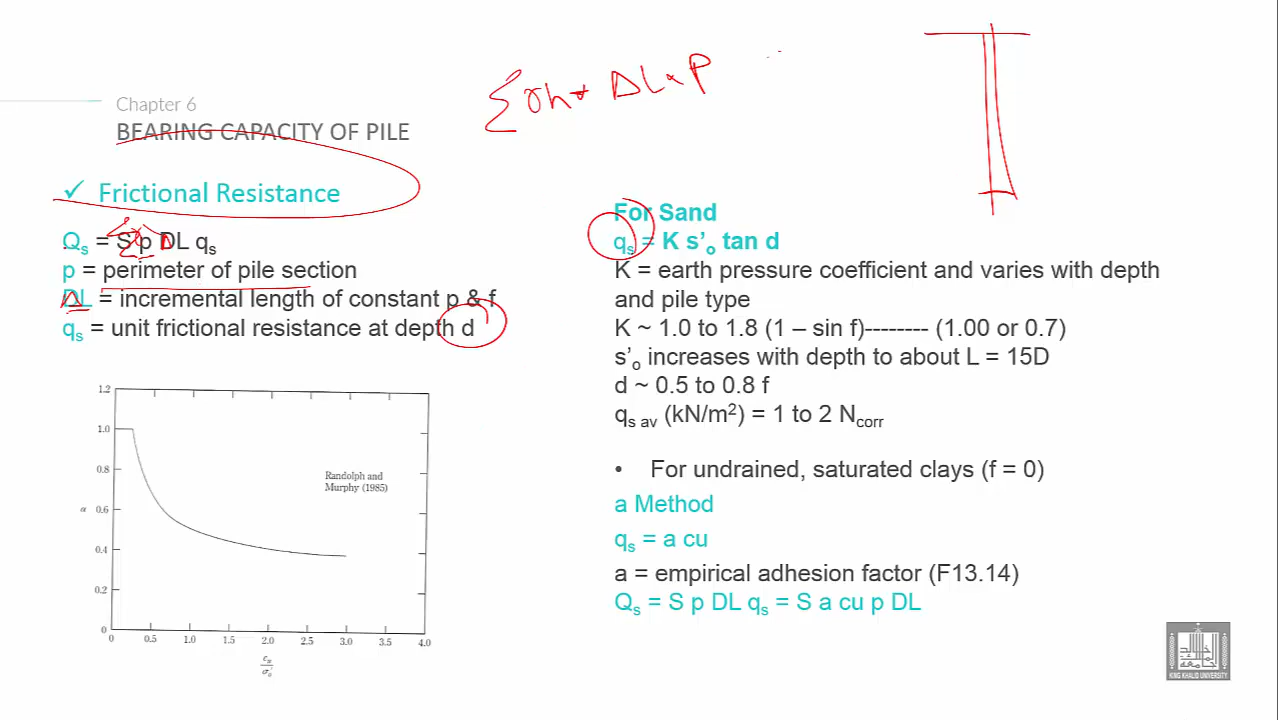 Chapter 6
BEARING CAPACITY OF PILE
Σ γh * ΔL * P
✓ Frictional Resistance
Qs = S p DL qs
p = perimeter of pile section
DL = incremental length of constant p & f
qs = unit frictional resistance at depth d
1.2
1.0
0.8
α 0.6
0.4
0.2
0
0 0.5 1.0 1.5 2.0 2.5 3.0 3.5 4.0
Randolph and
Murphy (1985)
For Sand
qs = K s’o tan d
K = earth pressure coefficient and varies with depth
and pile type
K ~ 1.0 to 1.8 (1 – sin f)-------- (1.00 or 0.7)
s’o increases with depth to about L = 15D
d ~ 0.5 to 0.8 f
qs av (kN/m²) = 1 to 2 Ncorr
• For undrained, saturated clays (f = 0)
a Method
qs = a cu
a = empirical adhesion factor (F13.14)
Qs = S p DL qs = S a cu p DL
KING KHALID UNIVERSITY